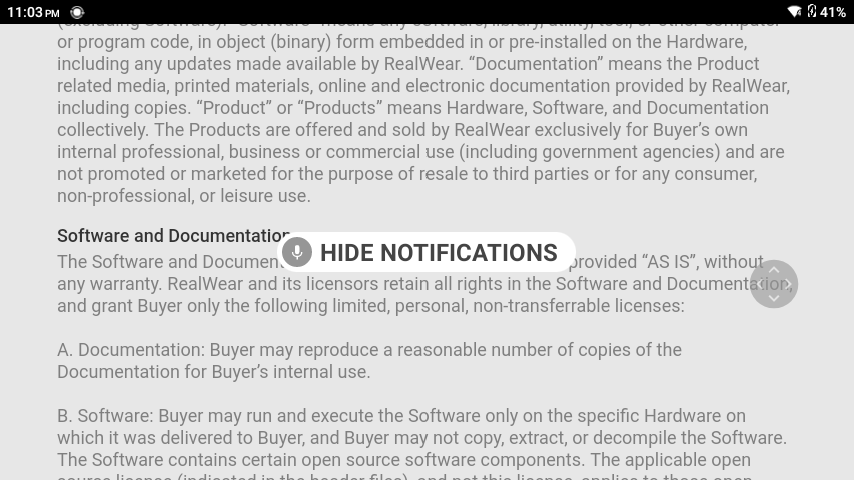 11:03 PM 41%
or program code, in object (binary) form embedded in or pre-installed on the Hardware,
including any updates made available by RealWear. “Documentation” means the Product
related media, printed materials, online and electronic documentation provided by RealWear,
including copies. “Product” or “Products” means Hardware, Software, and Documentation
collectively. The Products are offered and sold by RealWear exclusively for Buyer’s own
internal professional, business or commercial use (including government agencies) and are
not promoted or marketed for the purpose of resale to third parties or for any consumer,
non-professional, or leisure use.
Software and Documentation
HIDE NOTIFICATIONS
The Software and provided “AS IS”, without
any warranty. RealWear and its licensors retain all rights in the Software and Documentation,
and grant Buyer only the following limited, personal, non-transferrable licenses:
A. Documentation: Buyer may reproduce a reasonable number of copies of the
Documentation for Buyer’s internal use.
B. Software: Buyer may run and execute the Software only on the specific Hardware on
which it was delivered to Buyer, and Buyer may not copy, extract, or decompile the Software.
The Software contains certain open source software components. The applicable open